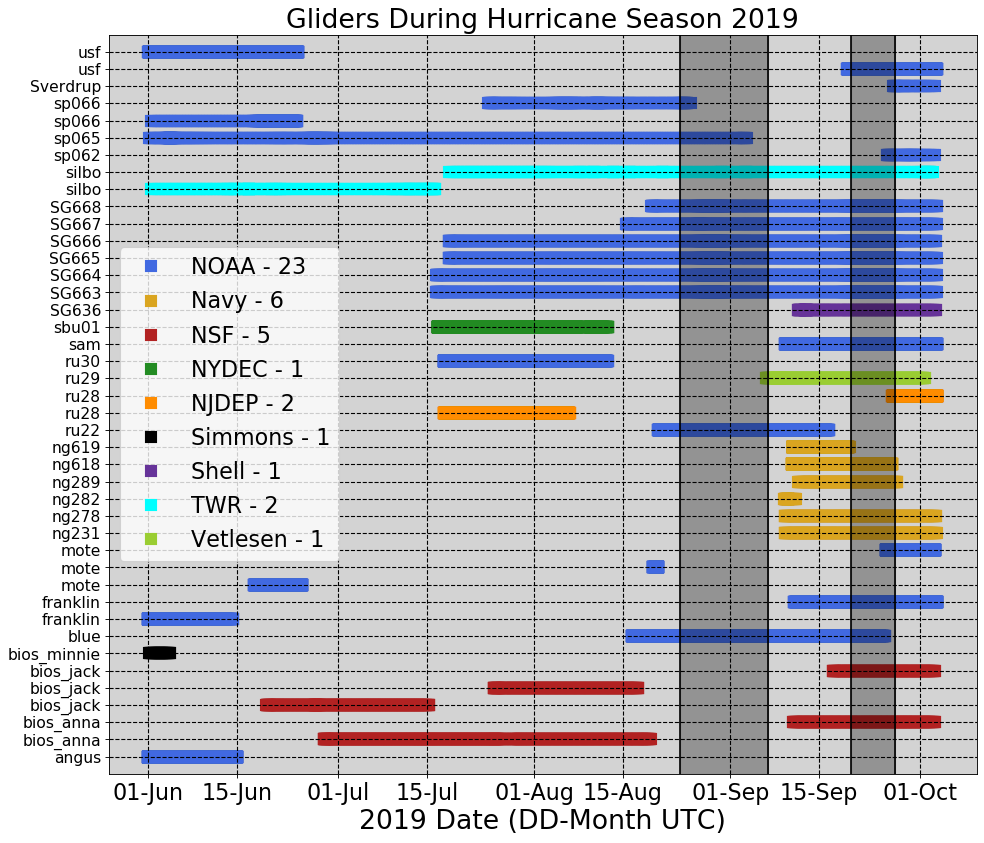 Gliders During Hurricane Season 2019
usf
usf
Sverdrup
sp066
sp066
sp065
sp062
silbo
silbo
SG668
SG667
SG666
SG665
SG664
SG663
SG636
sbu01
sam
ru30
ru29
ru28
ru28
ru22
ng619
ng618
ng289
ng282
ng278
ng231
mote
mote
mote
franklin
franklin
blue
bios_minnie
bios_jack
bios_jack
bios_jack
bios_anna
bios_anna
angus
NOAA - 23
Navy - 6
NSF - 5
NYDEC - 1
NJDEP - 2
Simmons - 1
Shell - 1
TWR - 2
Vetlesen - 1
01-Jun 15-Jun 01-Jul 15-Jul 01-Aug 15-Aug 01-Sep 15-Sep 01-Oct
2019 Date (DD-Month UTC)